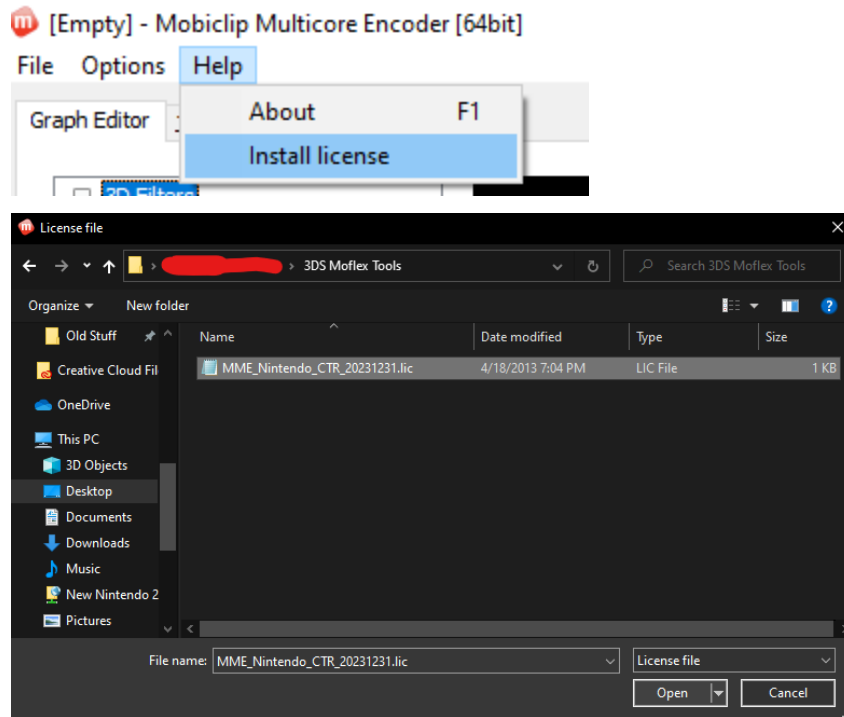 [Empty] - Mobiclip Multicore Encoder [64bit]
File Options Help
Graph Editor
About F1
Install license
3D Filters
License file
3DS Moflex Tools
Search 3DS Moflex Tools
Organize New folder
Name Date modified Type Size
MME_Nintendo_CTR_20231231.lic 4/18/2013 7:04 PM LIC File 1 KB
Old Stuff
Creative Cloud Fil
OneDrive
This PC
3D Objects
Desktop
Documents
Downloads
Music
New Nintendo 2
Pictures
File name: MME_Nintendo_CTR_20231231.lic License file
Open Cancel